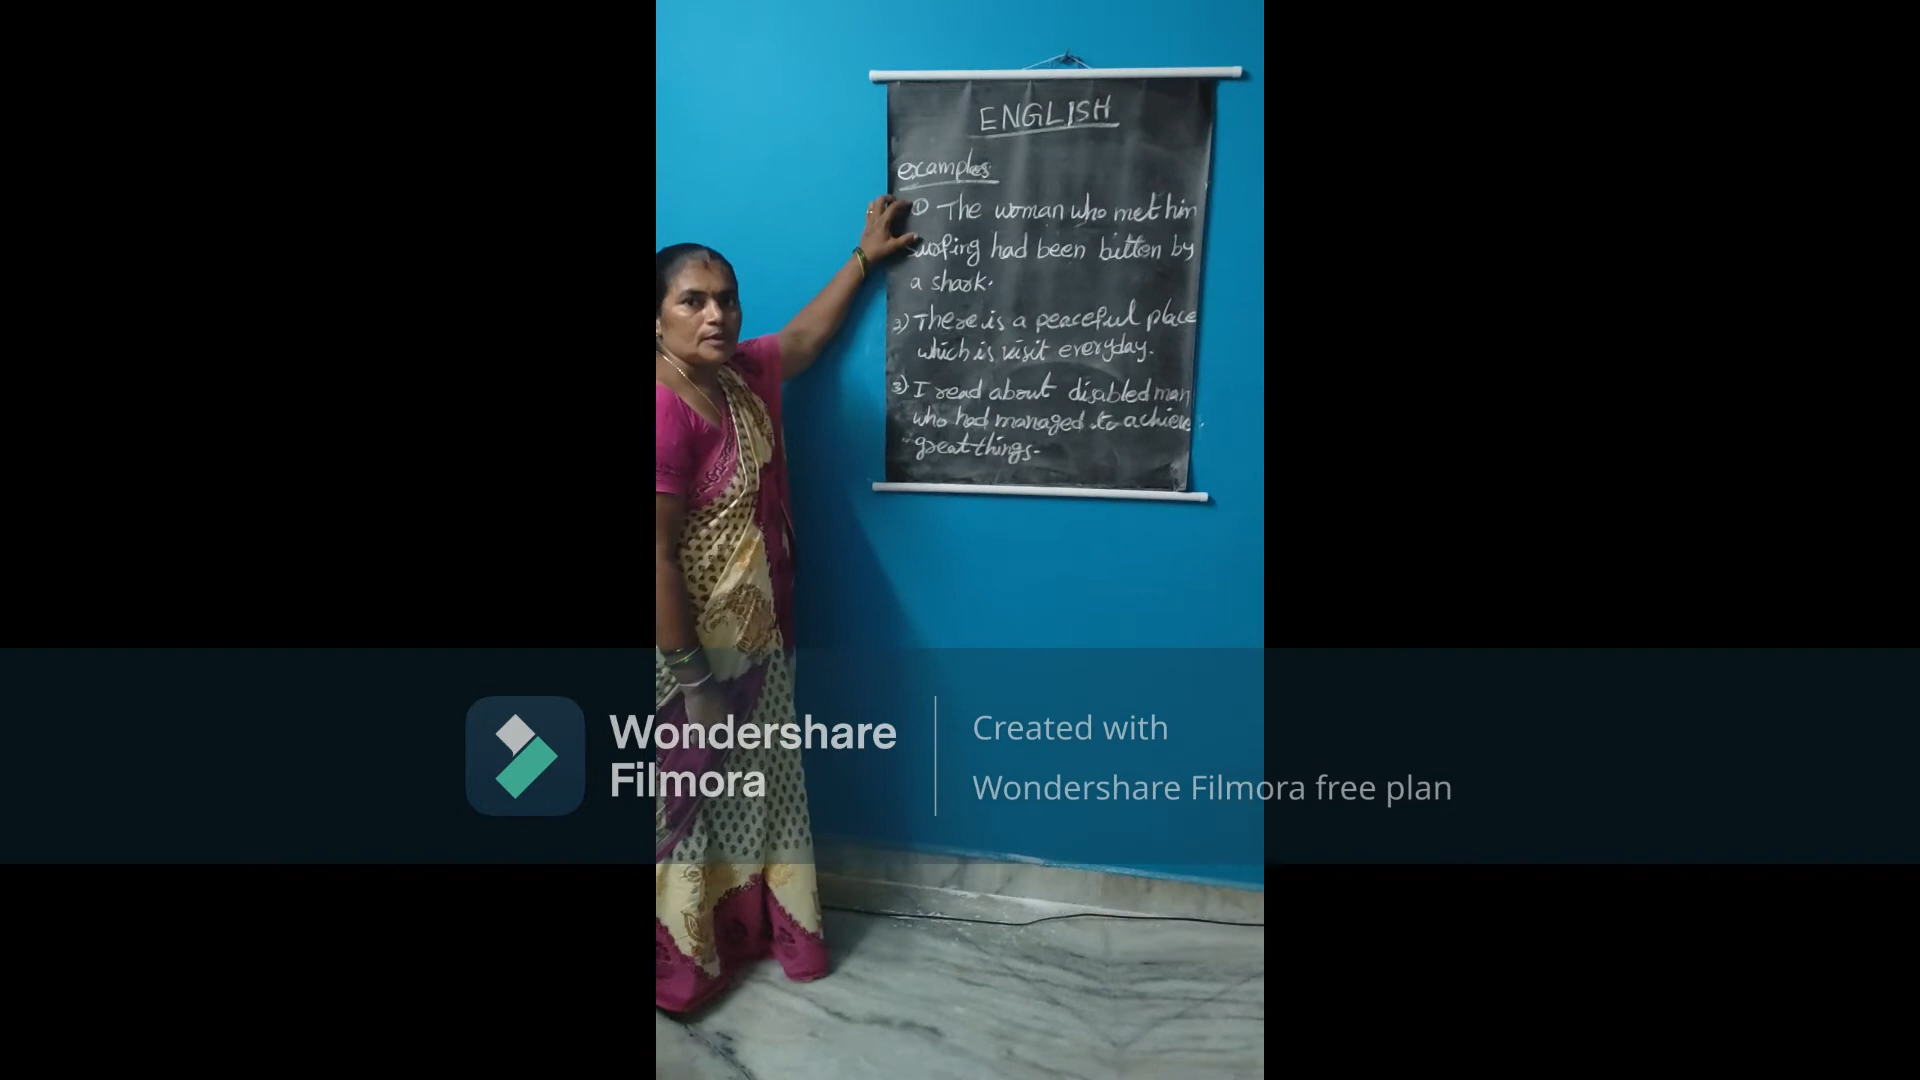 ENGLISH
examples
① The woman who met him
surfing had been bitten by
a shark.
2) There is a peaceful place
which is visit everyday.
3) I read about disabled man
who had managed to achieve
great things.
Wondershare
Filmora
Created with
Wondershare Filmora free plan